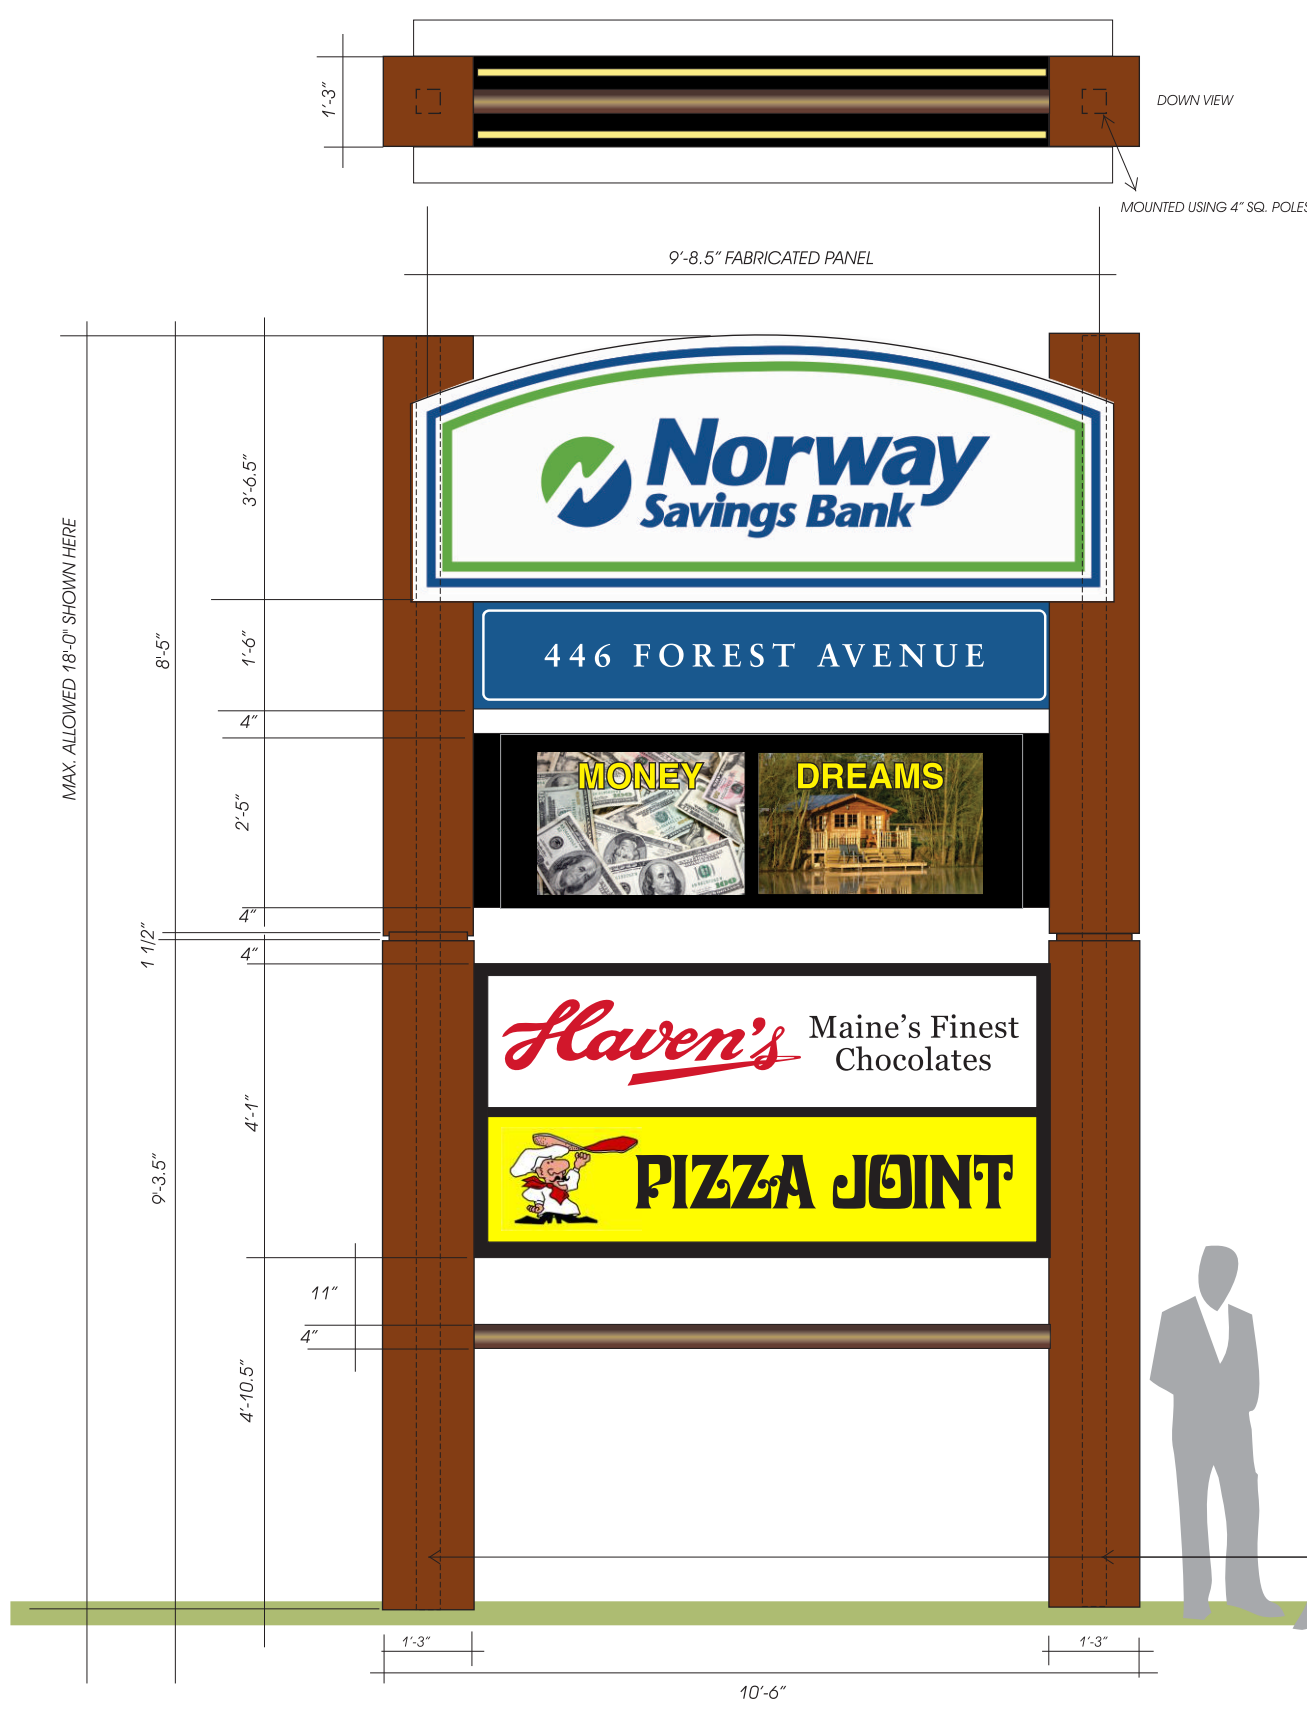 1'-3"
DOWN VIEW
MOUNTED USING 4" SQ. POLES
9'-8.5" FABRICATED PANEL
MAX. ALLOWED 18'-0" SHOWN HERE
8'-5"
3'-6.5"
Norway
Savings Bank
1'-6"
446 FOREST AVENUE
4"
2'-5"
MONEY
DREAMS
4"
1 1/2"
4"
Haven's
Maine's Finest
Chocolates
4'-1"
9'-3.5"
PIZZA JOINT
11"
4"
4'-10.5"
1'-3"
1'-3"
10'-6"